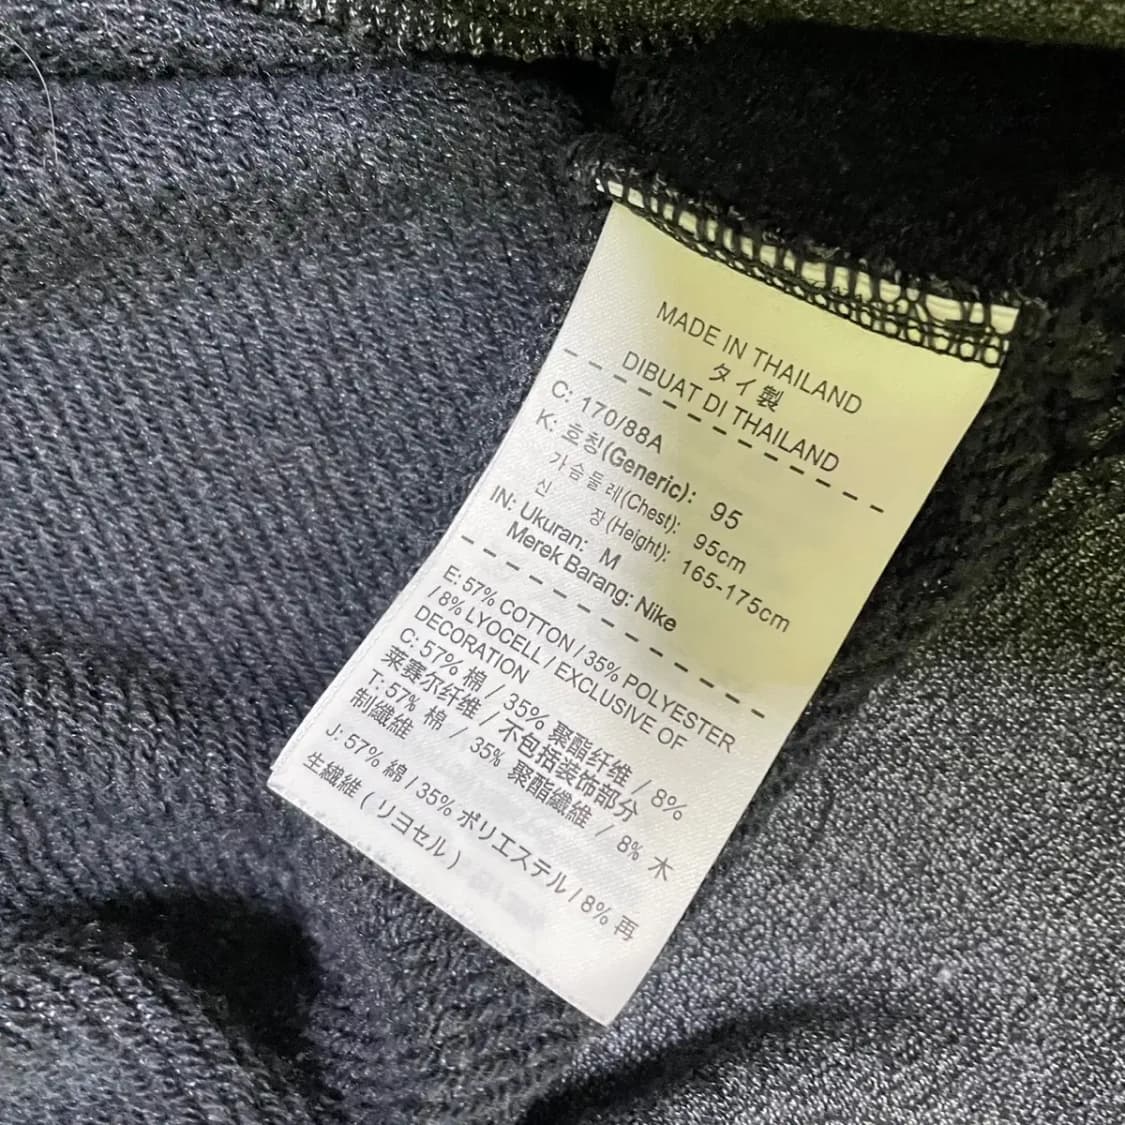 MADE IN THAILAND
タイ製
DIBUAT DI THAILAND
C: 170/88A
K: 호칭(Generic): 95
가슴둘레(Chest): 95cm
신 장(Height): 165-175cm
IN: Ukuran: M
Merek Barang: Nike
E: 57% COTTON / 35% POLYESTER
/ 8% LYOCELL / EXCLUSIVE OF
DECORATION
C: 57% 棉 / 35% 聚酯纤维 / 8%
莱赛尔纤维 / 不包括装饰部分
T: 57% 棉 / 35% 聚酯纖維 / 8% 木
制纖維
J: 57% 綿 / 35% ポリエステル / 8% 再
生繊維 ( リヨセル )